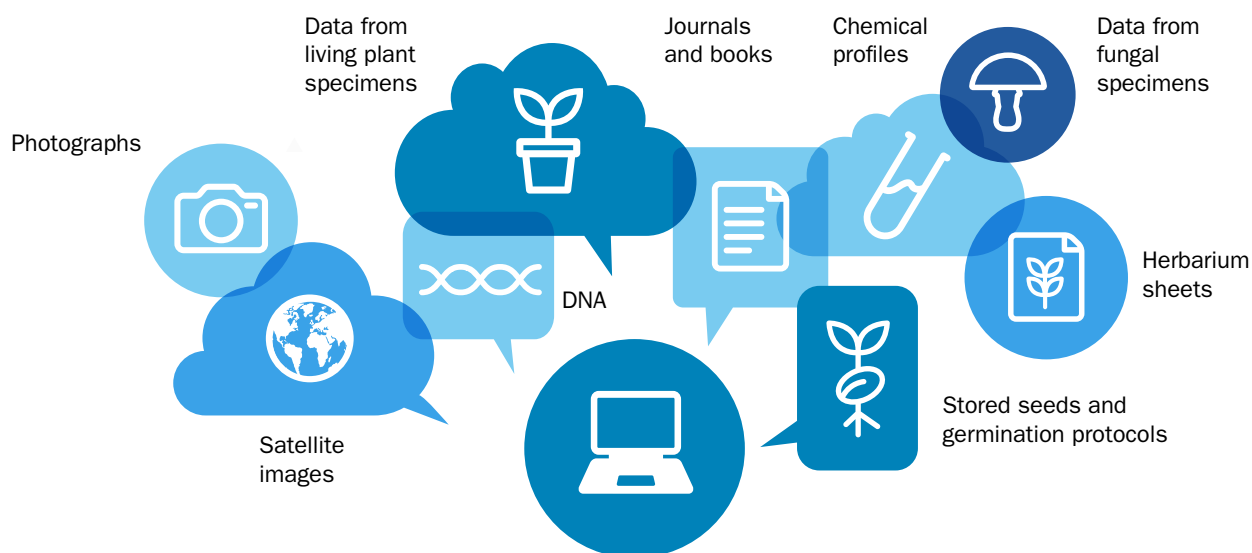 Data from
living plant
specimens
Journals
and books
Chemical
profiles
Data from
fungal
specimens
Photographs
DNA
Herbarium
sheets
Stored seeds and
germination protocols
Satellite
images